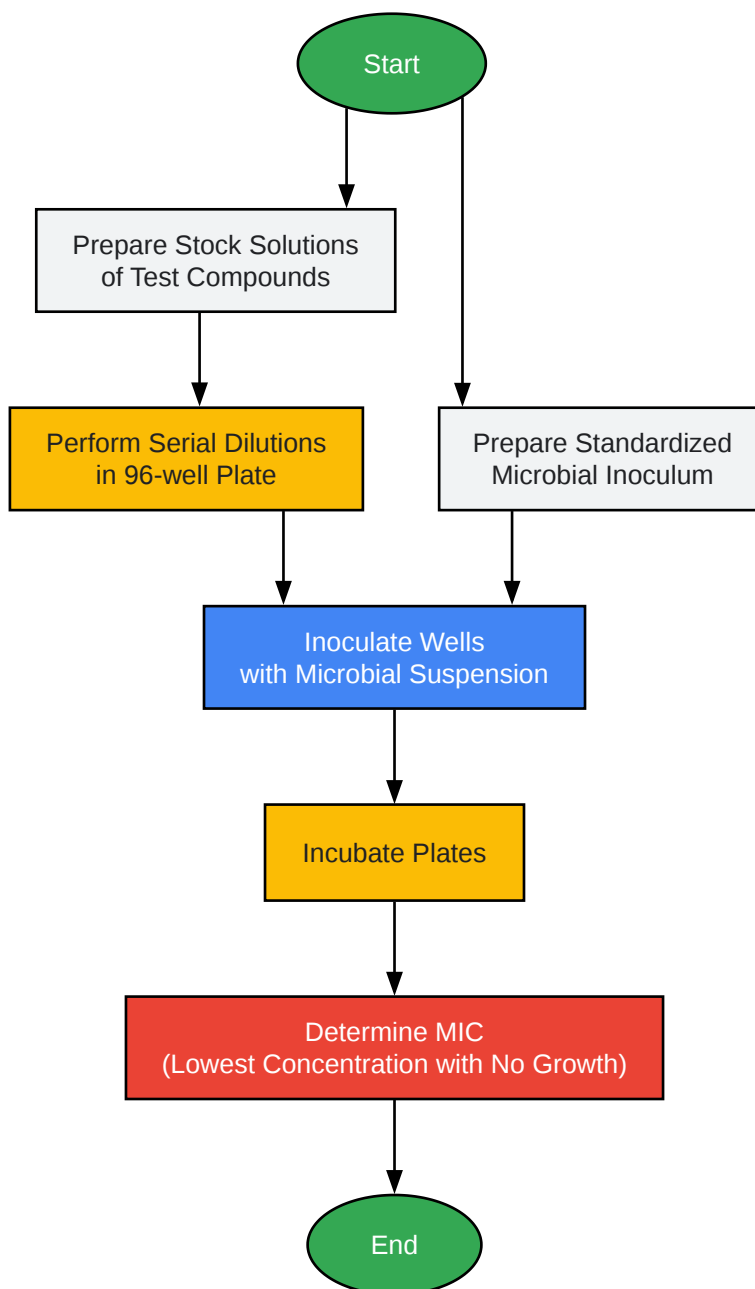 Start
Prepare Stock Solutions
of Test Compounds
Perform Serial Dilutions
in 96-well Plate
Prepare Standardized
Microbial Inoculum
Inoculate Wells
with Microbial Suspension
Incubate Plates
Determine MIC
(Lowest Concentration with No Growth)
End